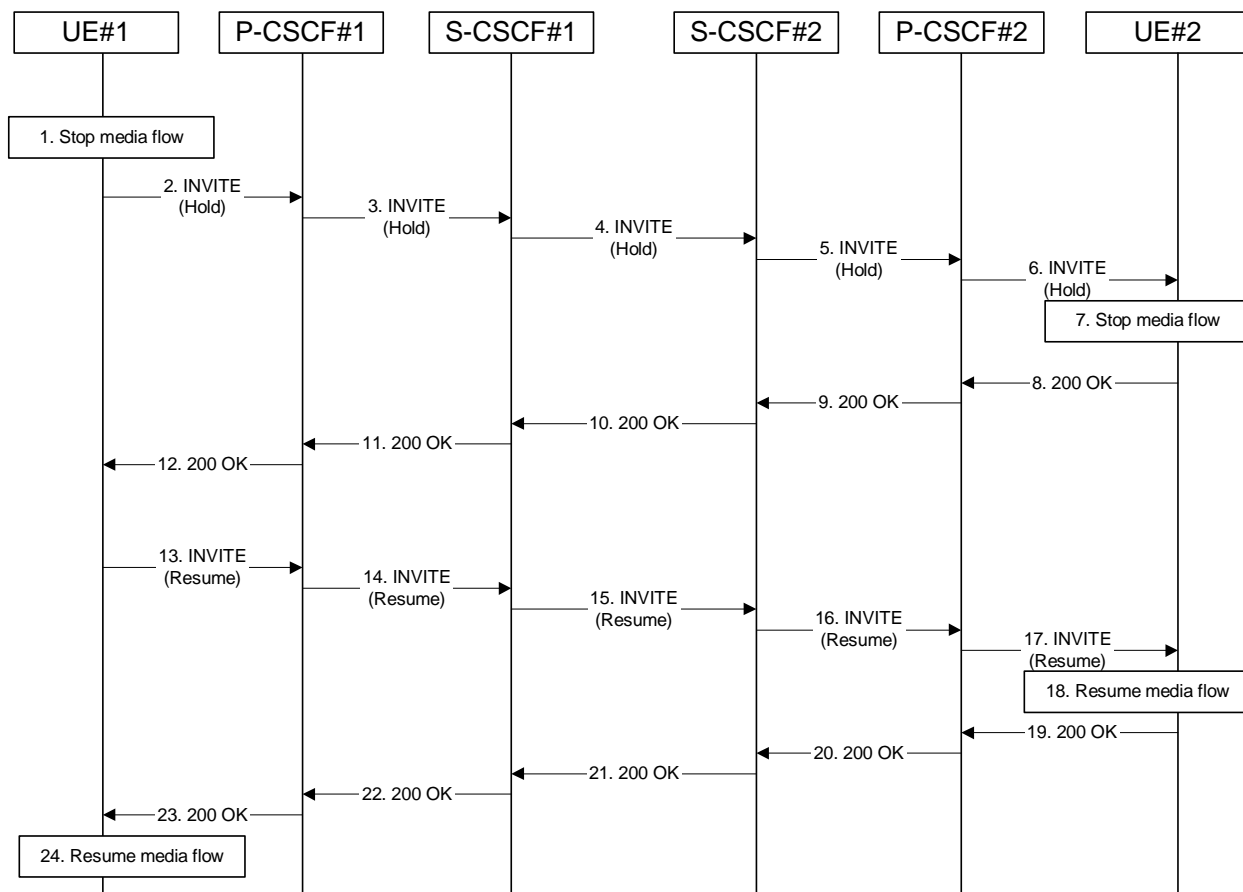 UE#1
P-CSCF#1
S-CSCF#1
S-CSCF#2
P-CSCF#2
UE#2
1. Stop media flow
2. INVITE
(Hold)
3. INVITE
(Hold)
4. INVITE
(Hold)
5. INVITE
(Hold)
6. INVITE
(Hold)
7. Stop media flow
8. 200 OK
9. 200 OK
10. 200 OK
11. 200 OK
12. 200 OK
13. INVITE
(Resume)
14. INVITE
(Resume)
15. INVITE
(Resume)
16. INVITE
(Resume)
17. INVITE
(Resume)
18. Resume media flow
19. 200 OK
20. 200 OK
21. 200 OK
22. 200 OK
23. 200 OK
24. Resume media flow